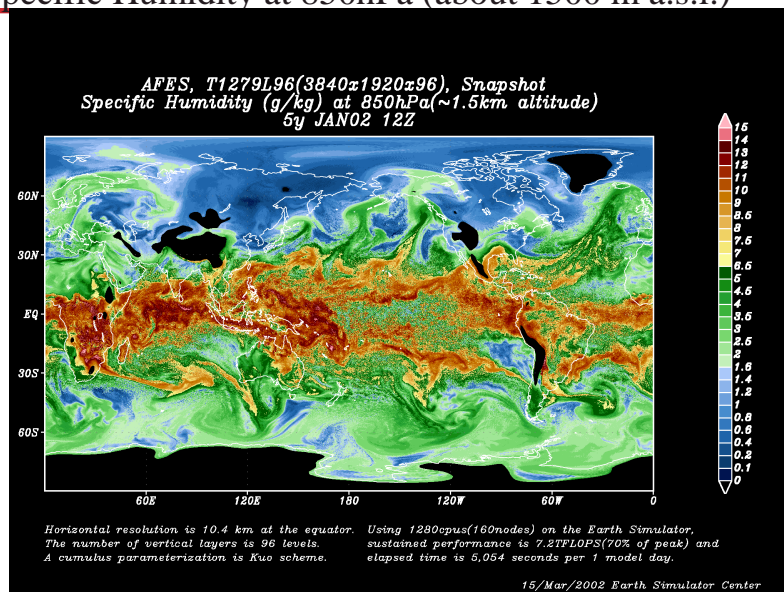 pecific Humidity at 850hPa (about 1500 m a.s.l.)
AFES, T1279L96(3840x1920x96), Snapshot
Specific Humidity (g/kg) at 850hPa(~1.5km altitude)
5y JAN02 12Z
60N
30N
EQ
30S
60S
60E
120E
180
120W
60W
0
15
14
13
12
11
10
9
8.5
8
7.5
7
6.5
5
4.5
4
3.5
3
2.5
2
1.6
1.4
1.2
1
0.8
0.6
0.4
0.2
0.1
0
Horizontal resolution is 10.4 km at the equator.
The number of vertical layers is 96 levels.
A cumulus parameterization is Kuo scheme.
Using 1280cpus(160nodes) on the Earth Simulator,
sustained performance is 7.2TFLOPS(70% of peak) and
elapsed time is 5,054 seconds per 1 model day.
15/Mar/2002 Earth Simulator Center